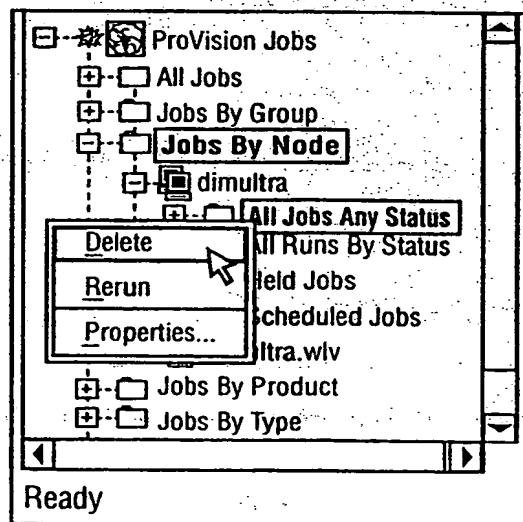 ProVision Jobs
All Jobs
Jobs By Group
Jobs By Node
dimultra
All Jobs Any Status
Delete
All Runs By Status
Rerun
Held Jobs
Scheduled Jobs
Properties...
ultra.wlv
Jobs By Product
Jobs By Type
Ready